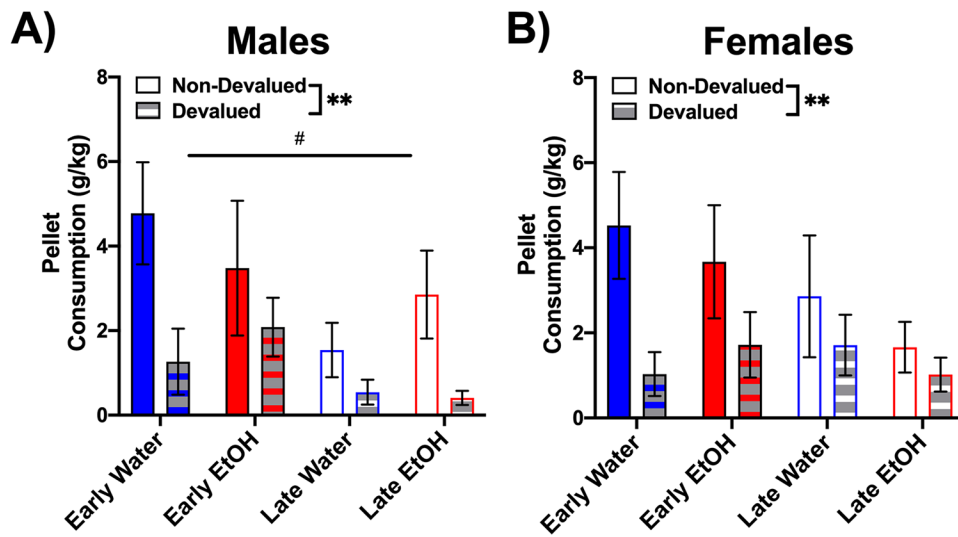 A)
Males
Pellet
Consumption (g/kg)
8
6
4
2
0
Non-Devalued
Devalued
**
#
Early Water
Early EtOH
Late Water
Late EtOH
B)
Females
Pellet
Consumption (g/kg)
8
6
4
2
0
Non-Devalued
Devalued
**
Early Water
Early EtOH
Late Water
Late EtOH